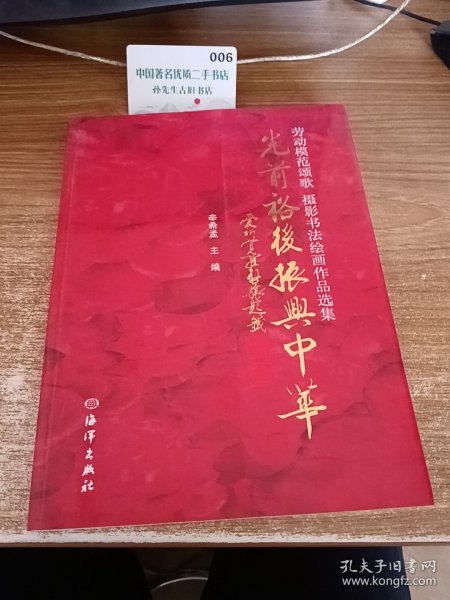 006
中国著名优质二手书店
孙先生古旧书店
劳动模范颂歌 摄影书法绘画作品选集
光前裕後振興中華
辛希孟 主编
海洋出版社
孔夫子旧书网
www.kongfz.com